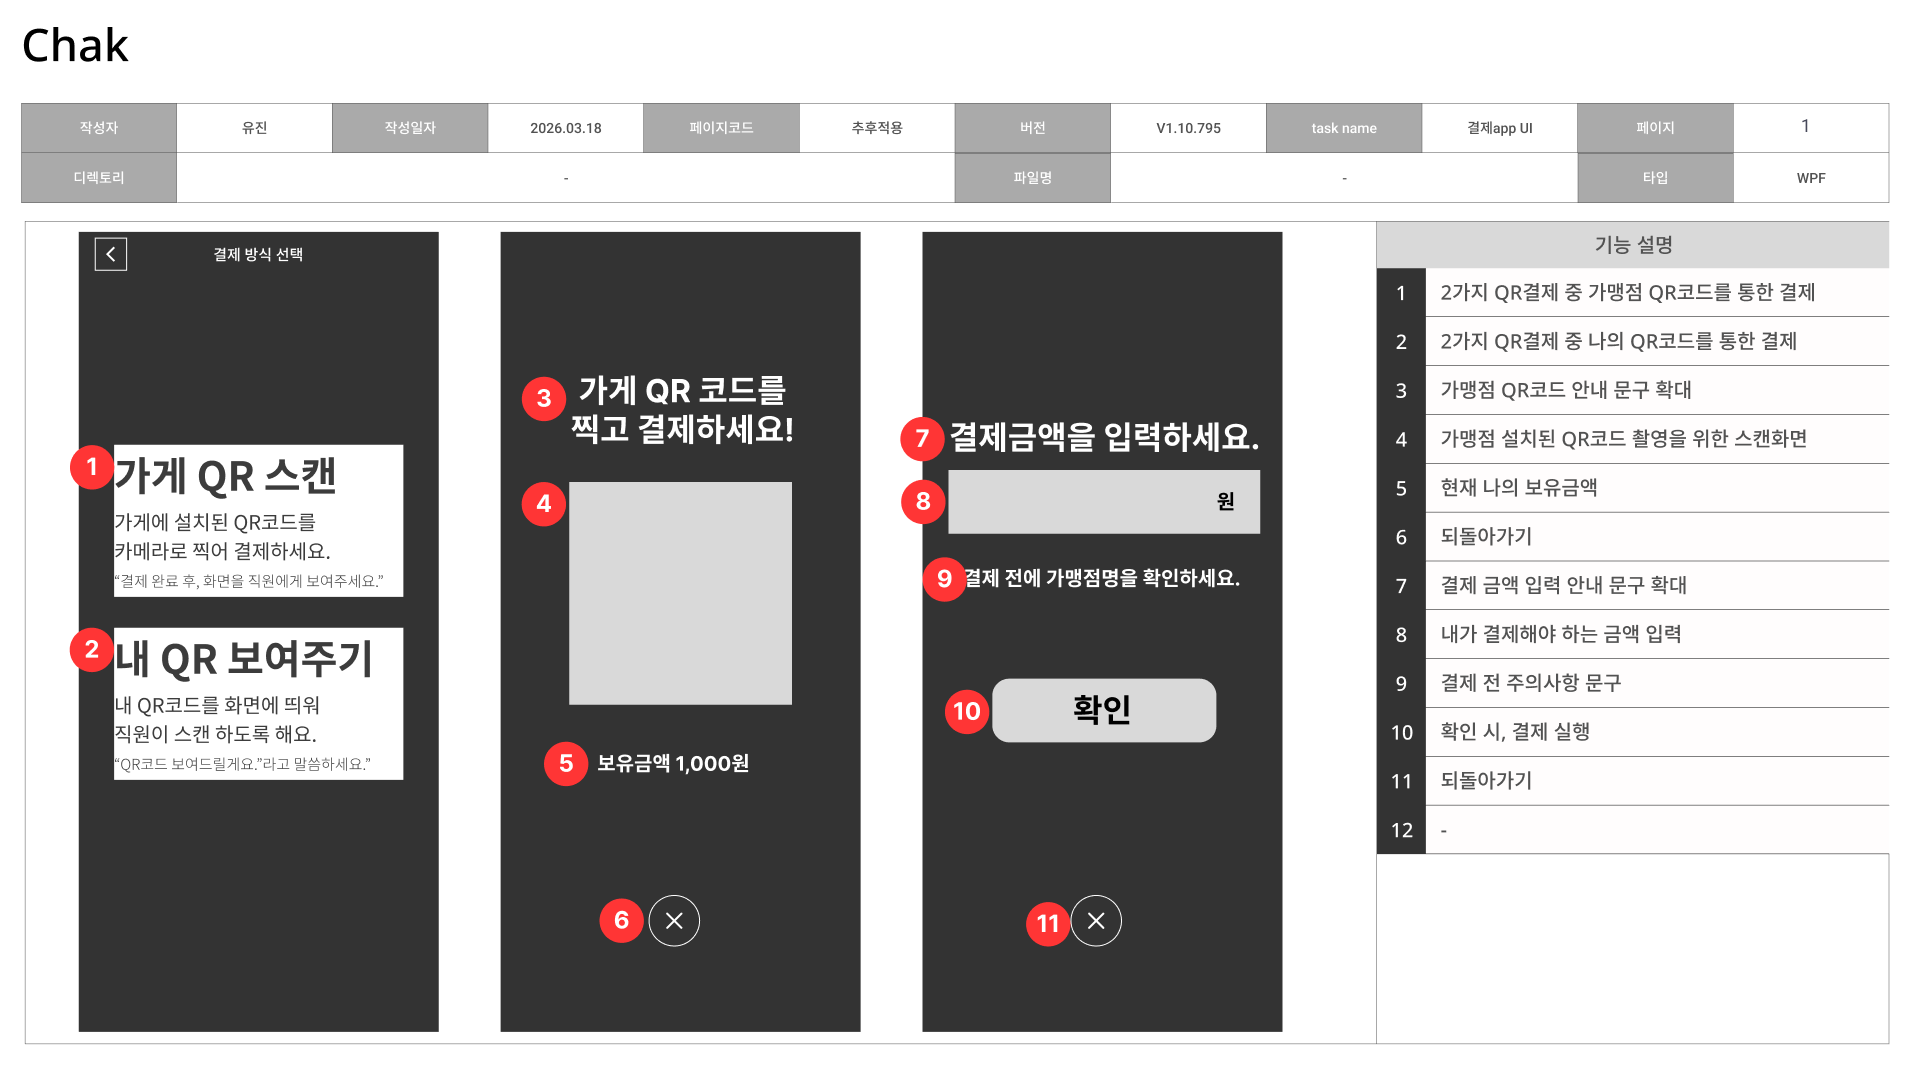 Chak
작성자 유진 작성일자 2026.03.18 페이지코드 추후적용 버전 V1.10.795 task name 결제app UI 페이지 1
디렉토리 - 파일명 - 타입 WPF
결제 방식 선택
1 가게 QR 스캔
가게에 설치된 QR코드를
카메라로 찍어 결제하세요.
“결제 완료 후, 화면을 직원에게 보여주세요.”
2 내 QR 보여주기
내 QR코드를 화면에 띄워
직원이 스캔 하도록 해요.
“QR코드 보여드릴게요.”라고 말씀하세요.”
3 가게 QR 코드를
찍고 결제하세요!
4
5 보유금액 1,000원
6
7 결제금액을 입력하세요.
8 원
9 결제 전에 가맹점명을 확인하세요.
10 확인
11
기능 설명
1 2가지 QR결제 중 가맹점 QR코드를 통한 결제
2 2가지 QR결제 중 나의 QR코드를 통한 결제
3 가맹점 QR코드 안내 문구 확대
4 가맹점 설치된 QR코드 촬영을 위한 스캔화면
5 현재 나의 보유금액
6 되돌아가기
7 결제 금액 입력 안내 문구 확대
8 내가 결제해야 하는 금액 입력
9 결제 전 주의사항 문구
10 확인 시, 결제 실행
11 되돌아가기
12 -